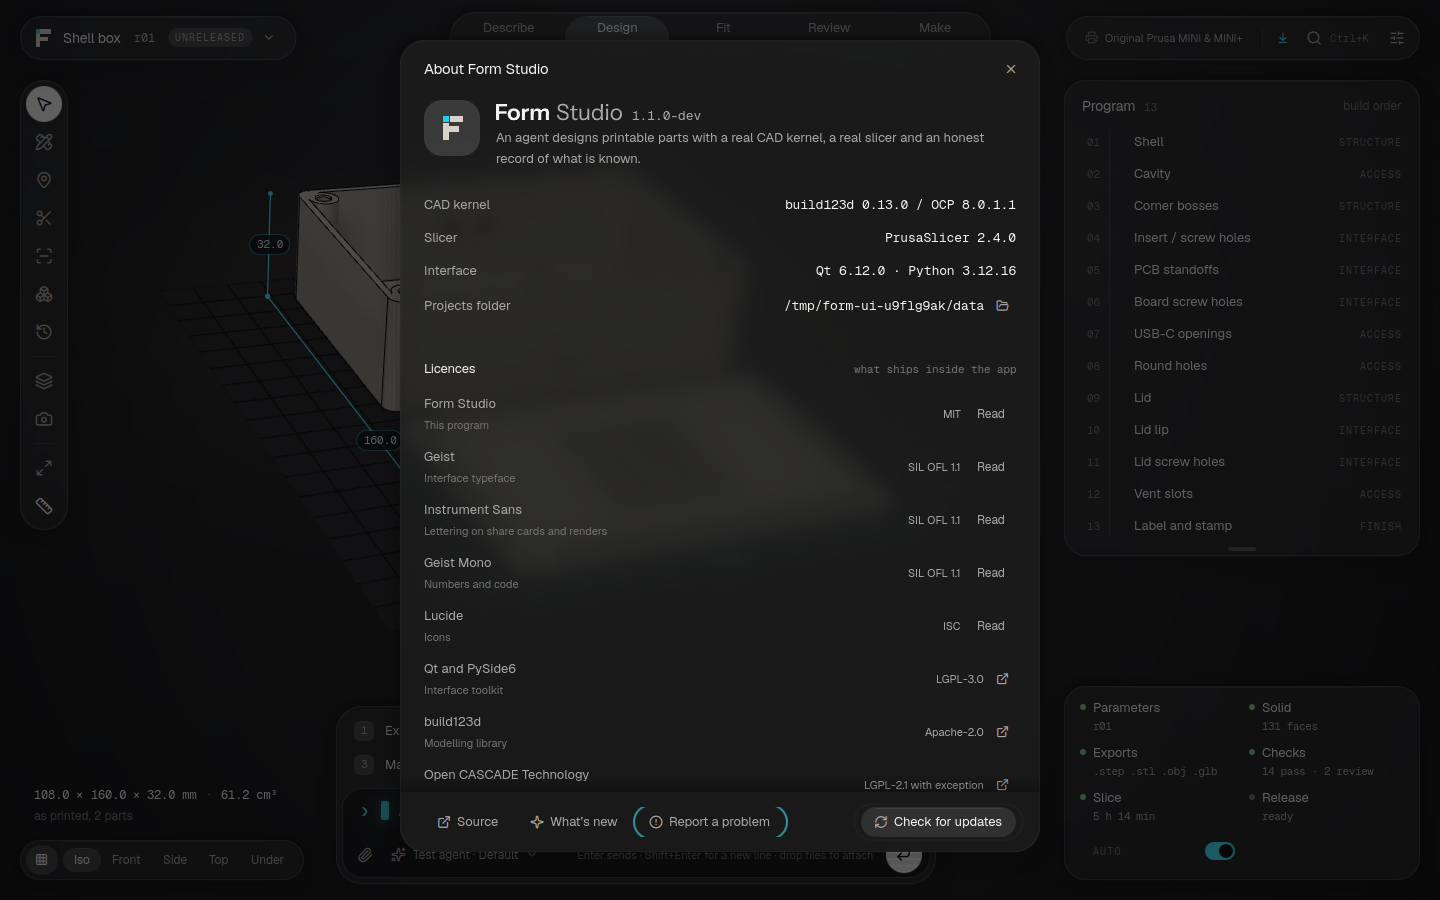 Shell box r01 UNRELEASED
Describe Design Fit Review Make
Original Prusa MINI & MINI+ Ctrl+K
About Form Studio
Form Studio 1.1.0-dev
An agent designs printable parts with a real CAD kernel, a real slicer and an honest
record of what is known.
CAD kernel build123d 0.13.0 / OCP 8.0.1.1
Slicer PrusaSlicer 2.4.0
Interface Qt 6.12.0 · Python 3.12.16
Projects folder /tmp/form-ui-u9flg9ak/data
Licences what ships inside the app
Form Studio
This program
MIT Read
Geist
Interface typeface
SIL OFL 1.1 Read
Instrument Sans
Lettering on share cards and renders
SIL OFL 1.1 Read
Geist Mono
Numbers and code
SIL OFL 1.1 Read
Lucide
Icons
ISC Read
Qt and PySide6
Interface toolkit
LGPL-3.0
build123d
Modelling library
Apache-2.0
Open CASCADE Technology
LGPL-2.1 with exception
Source What's new Report a problem Check for updates
32.0
160.0
Program 13 build order
01 Shell STRUCTURE
02 Cavity ACCESS
03 Corner bosses STRUCTURE
04 Insert / screw holes INTERFACE
05 PCB standoffs INTERFACE
06 Board screw holes INTERFACE
07 USB-C openings ACCESS
08 Round holes ACCESS
09 Lid STRUCTURE
10 Lid lip INTERFACE
11 Lid screw holes INTERFACE
12 Vent slots ACCESS
13 Label and stamp FINISH
1 Ex
3 Ma
Test agent · Default Enter sends · Shift+Enter for a new line · drop files to attach
108.0 × 160.0 × 32.0 mm · 61.2 cm³
as printed, 2 parts
Iso Front Side Top Under
Parameters
r01
Solid
131 faces
Exports
.step .stl .obj .glb
Checks
14 pass · 2 review
Slice
5 h 14 min
Release
ready
AUTO